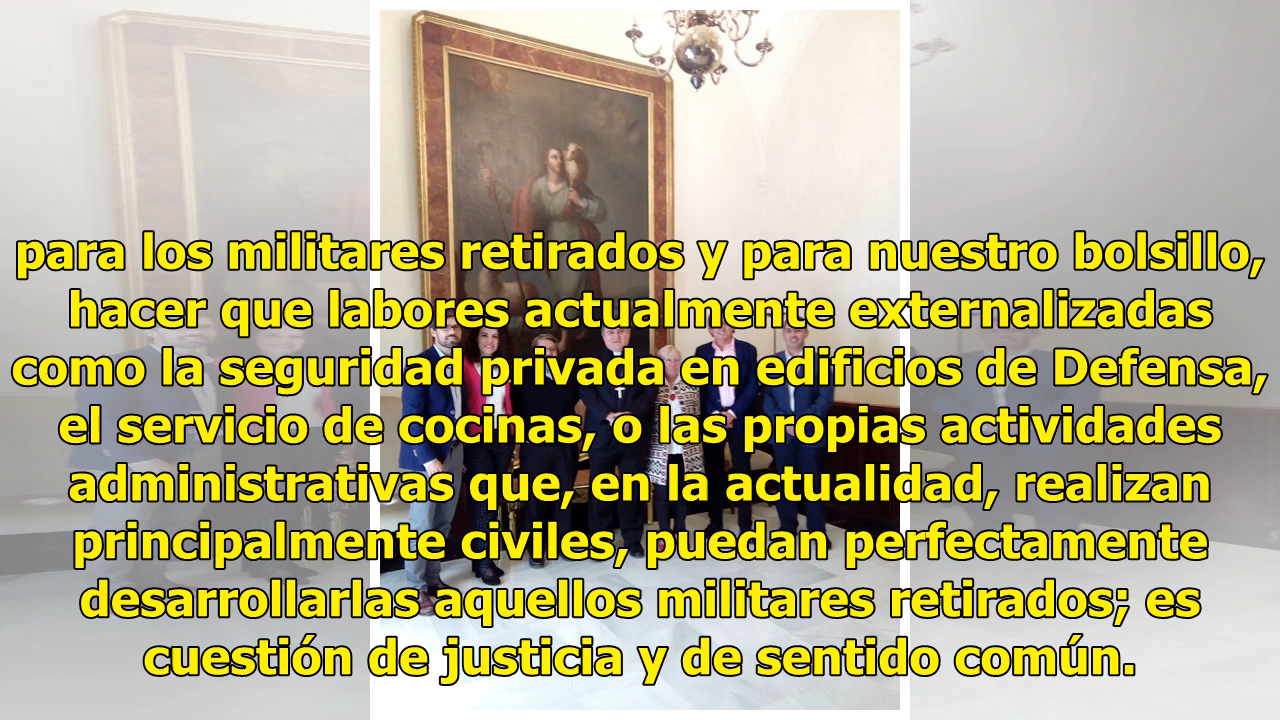 para los militares retirados y para nuestro bolsillo,
hacer que labores actualmente externalizadas
como la seguridad privada en edificios de Defensa,
el servicio de cocinas, o las propias actividades
administrativas que, en la actualidad, realizan
principalmente civiles, puedan perfectamente
desarrollarlas aquellos militares retirados; es
cuestión de justicia y de sentido común.